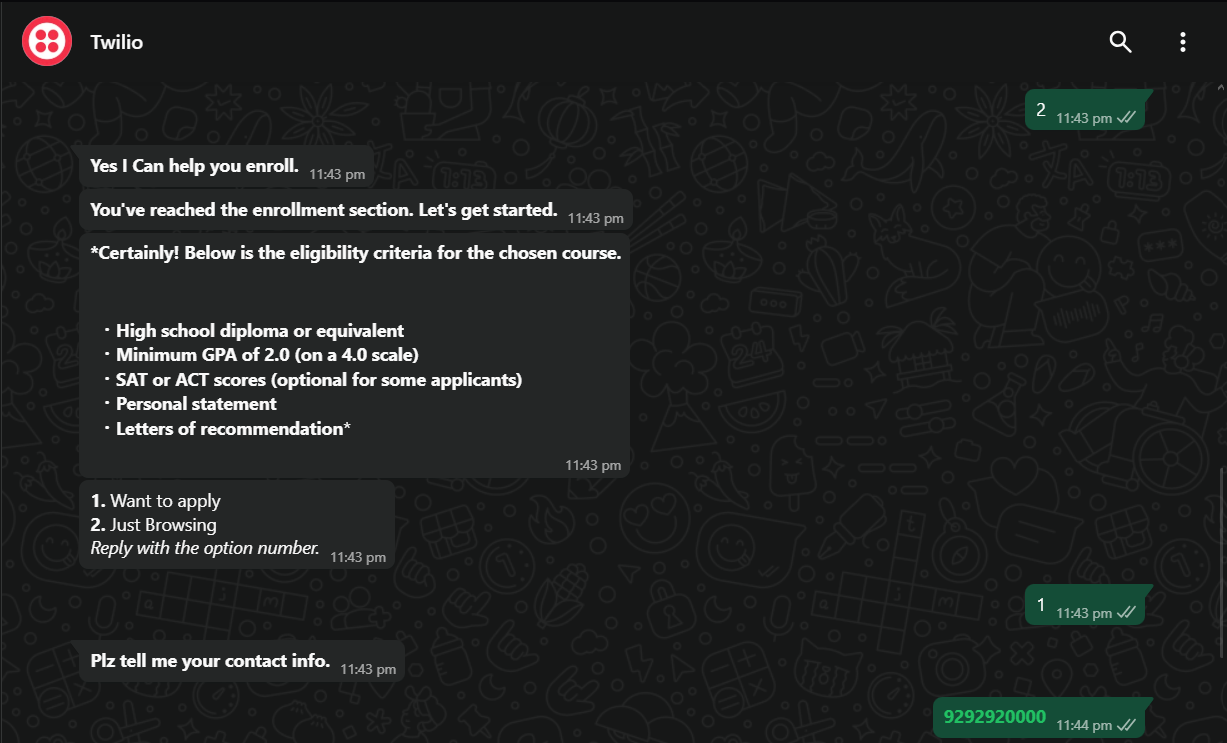 Twilio
2 11:43 pm
Yes I Can help you enroll. 11:43 pm
You've reached the enrollment section. Let's get started. 11:43 pm
*Certainly! Below is the eligibility criteria for the chosen course.
· High school diploma or equivalent
· Minimum GPA of 2.0 (on a 4.0 scale)
· SAT or ACT scores (optional for some applicants)
· Personal statement
· Letters of recommendation*
11:43 pm
1. Want to apply
2. Just Browsing
Reply with the option number. 11:43 pm
1 11:43 pm
Plz tell me your contact info. 11:43 pm
9292920000 11:44 pm